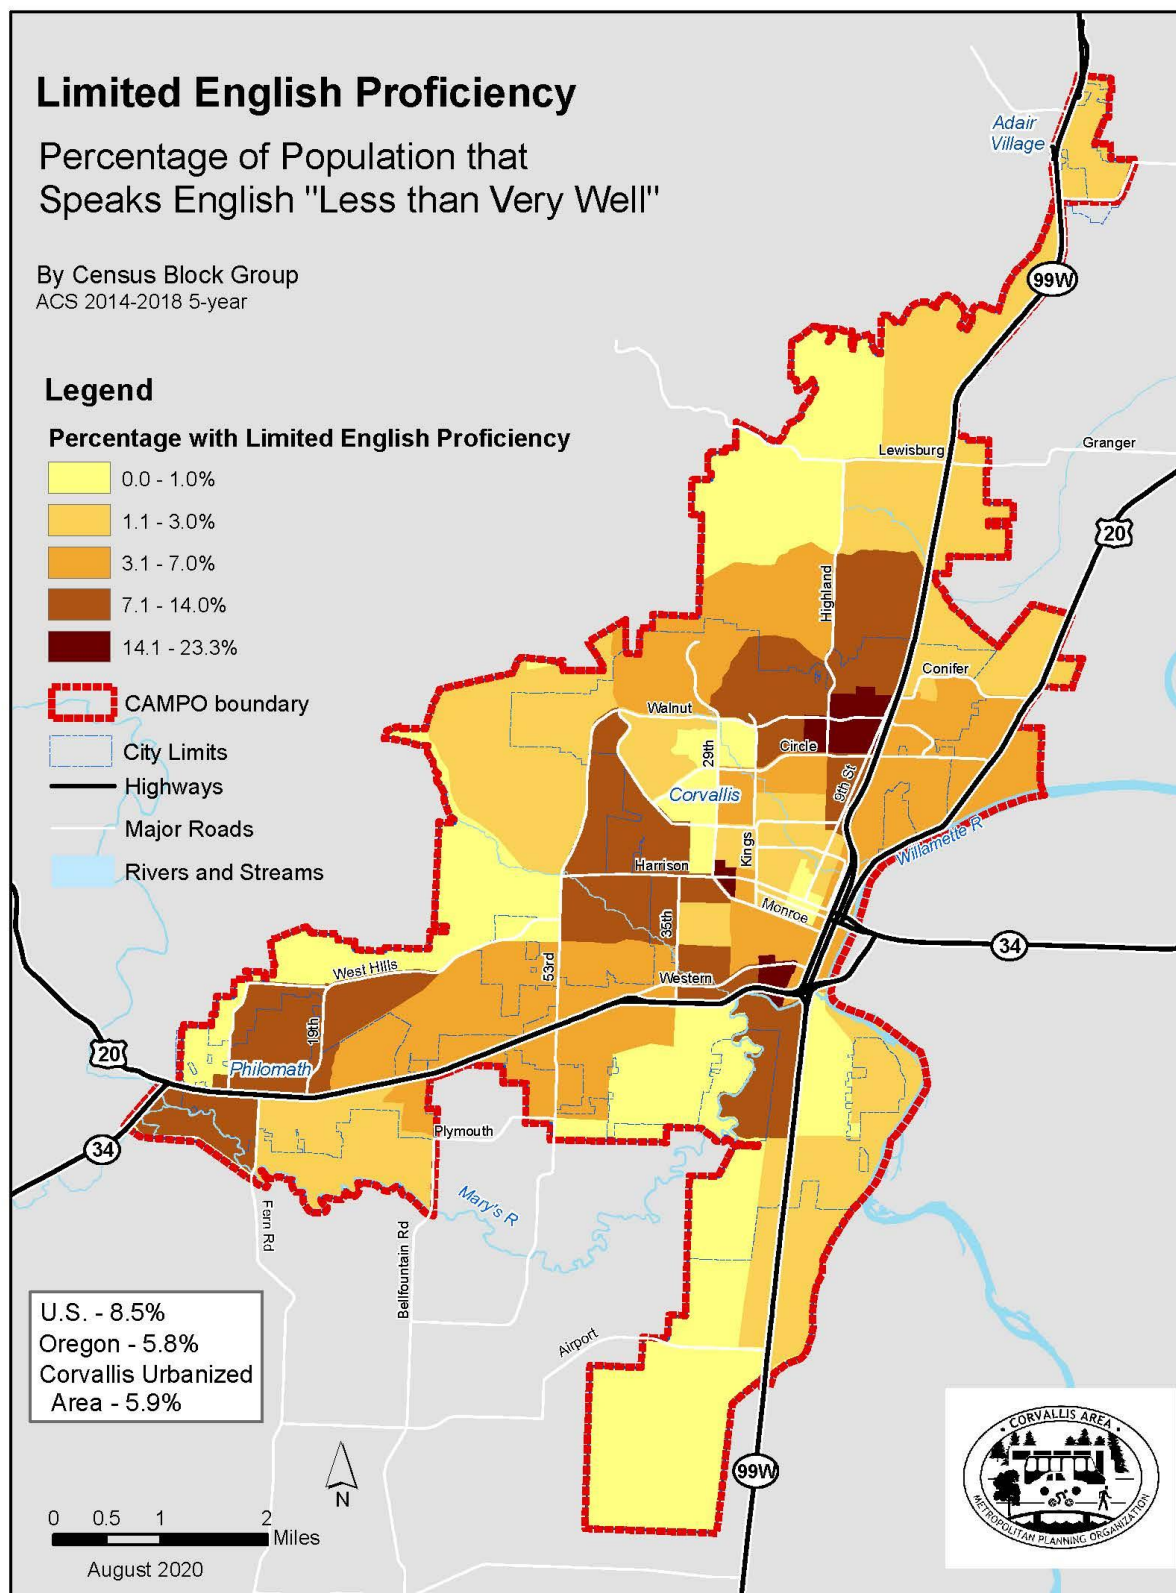 Limited English Proficiency
Percentage of Population that
Speaks English "Less than Very Well"
By Census Block Group
ACS 2014-2018 5-year
Legend
Percentage with Limited English Proficiency
0.0 - 1.0%
1.1 - 3.0%
3.1 - 7.0%
7.1 - 14.0%
14.1 - 23.3%
CAMPO boundary
City Limits
Highways
Major Roads
Rivers and Streams
Adair
Village
99W
Lewisburg
Granger
20
Highland
Conifer
Walnut
29th
Circle
9th St
Corvallis
Kings
Willamette R
Harrison
Monroe
35th
34
West Hills
53rd
Western
19th
20
Philomath
34
Plymouth
Mary's R
Fern Rd
Bellfountain Rd
Airport
99W
U.S. - 8.5%
Oregon - 5.8%
Corvallis Urbanized
Area - 5.9%
N
0 0.5 1 2
Miles
August 2020
CORVALLIS AREA
METROPOLITAN PLANNING ORGANIZATION